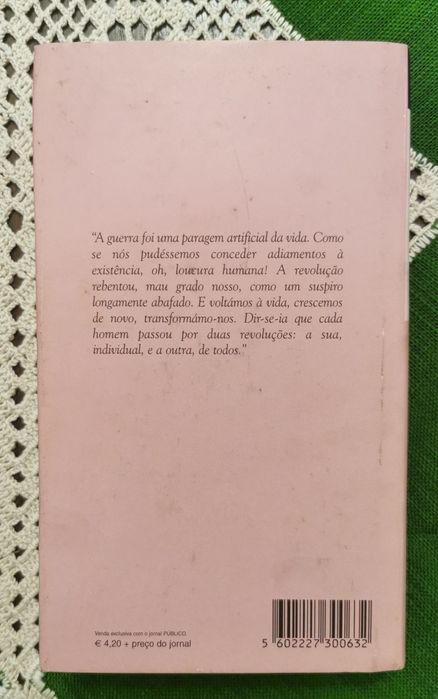 "A guerra foi uma paragem artificial da vida. Como
se nós pudéssemos conceder adiamentos à
existência, oh, loucura humana! A revolução
rebentou, mau grado nosso, como um suspiro
longamente abafado. E voltámos à vida, crescemos
de novo, transformámo-nos. Dir-se-ia que cada
homem passou por duas revoluções: a sua,
individual, e a outra, de todos."
Venda exclusiva com o jornal PÚBLICO.
€ 4,20 + preço do jornal
5 602227 300632